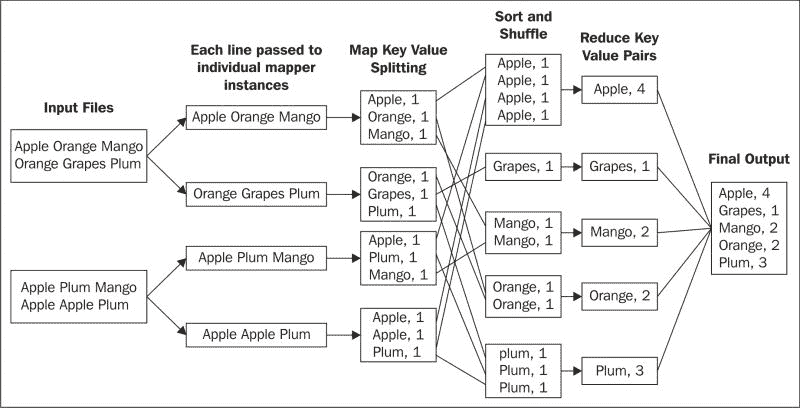 Input Files
Apple Orange Mango
Orange Grapes Plum
Apple Plum Mango
Apple Apple Plum
Each line passed to
individual mapper
instances
Apple Orange Mango
Orange Grapes Plum
Apple Plum Mango
Apple Apple Plum
Map Key Value
Splitting
Apple, 1
Orange, 1
Mango, 1
Orange, 1
Grapes, 1
Plum, 1
Apple, 1
Plum, 1
Mango, 1
Apple, 1
Apple, 1
Plum, 1
Sort and
Shuffle
Apple, 1
Apple, 1
Apple, 1
Apple, 1
Grapes, 1
Mango, 1
Mango, 1
Orange, 1
Orange, 1
plum, 1
Plum, 1
Plum, 1
Reduce Key
Value Pairs
Apple, 4
Grapes, 1
Mango, 2
Orange, 2
Plum, 3
Final Output
Apple, 4
Grapes, 1
Mango, 2
Orange, 2
Plum, 3